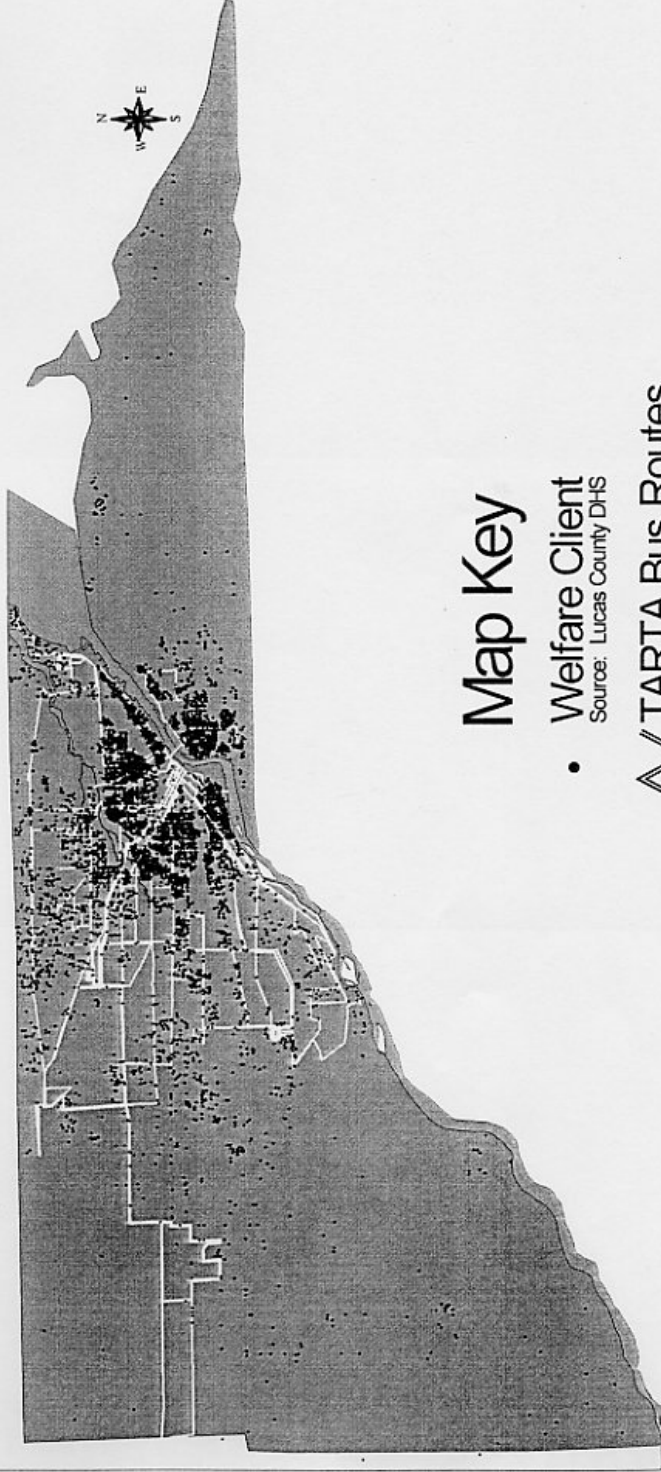 N
W E
S
Map Key
• Welfare Client
Source: Lucas County DHS
TARTA Bus Routes